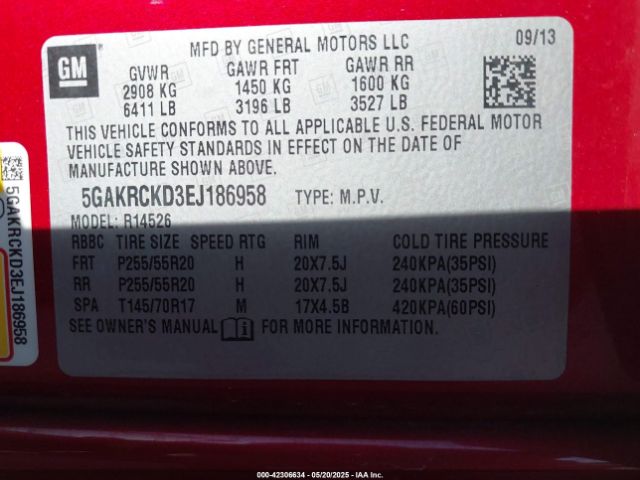 GM
MFD BY GENERAL MOTORS LLC 09/13
GVWR GAWR FRT GAWR RR
2908 KG 1450 KG 1600 KG
6411 LB 3196 LB 3527 LB
THIS VEHICLE CONFORMS TO ALL APPLICABLE U.S. FEDERAL MOTOR
VEHICLE SAFETY STANDARDS IN EFFECT ON THE DATE OF
MANUFACTURE SHOWN ABOVE.
5GAKRCKD3EJ186958 TYPE: M.P.V.
MODEL: R14526
RBBC TIRE SIZE SPEED RTG RIM COLD TIRE PRESSURE
FRT P255/55R20 H 20X7.5J 240KPA(35PSI)
RR P255/55R20 H 20X7.5J 240KPA(35PSI)
SPA T145/70R17 M 17X4.5B 420KPA(60PSI)
SEE OWNER'S MANUAL FOR MORE INFORMATION.
5GAKRCKD3EJ186958
000-42306634 - 05/20/2025 - IAA Inc.